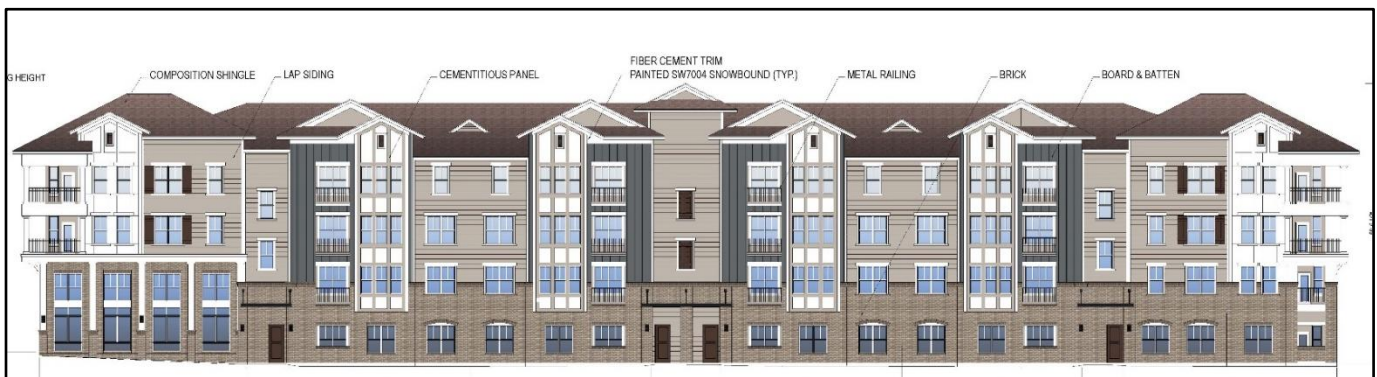 G HEIGHT
COMPOSITION SHINGLE
LAP SIDING
CEMENTITIOUS PANEL
FIBER CEMENT TRIM
PAINTED SW7004 SNOWBOUND (TYP.)
METAL RAILING
BRICK
BOARD & BATTEN